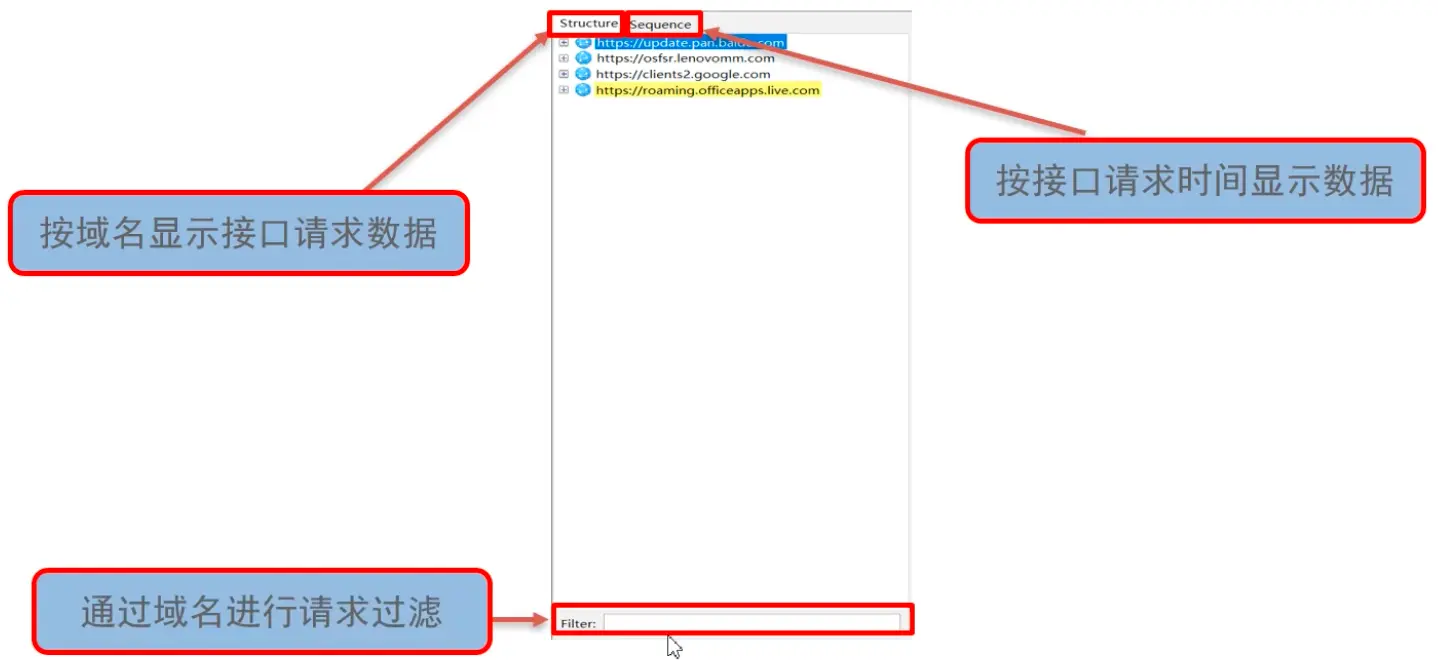 Structure Sequence
https://update.pan.baidu.com
https://osfsr.lenovomm.com
https://clients2.google.com
https://roaming.officeapps.live.com
按接口请求时间显示数据
按域名显示接口请求数据
通过域名进行请求过滤
Filter: